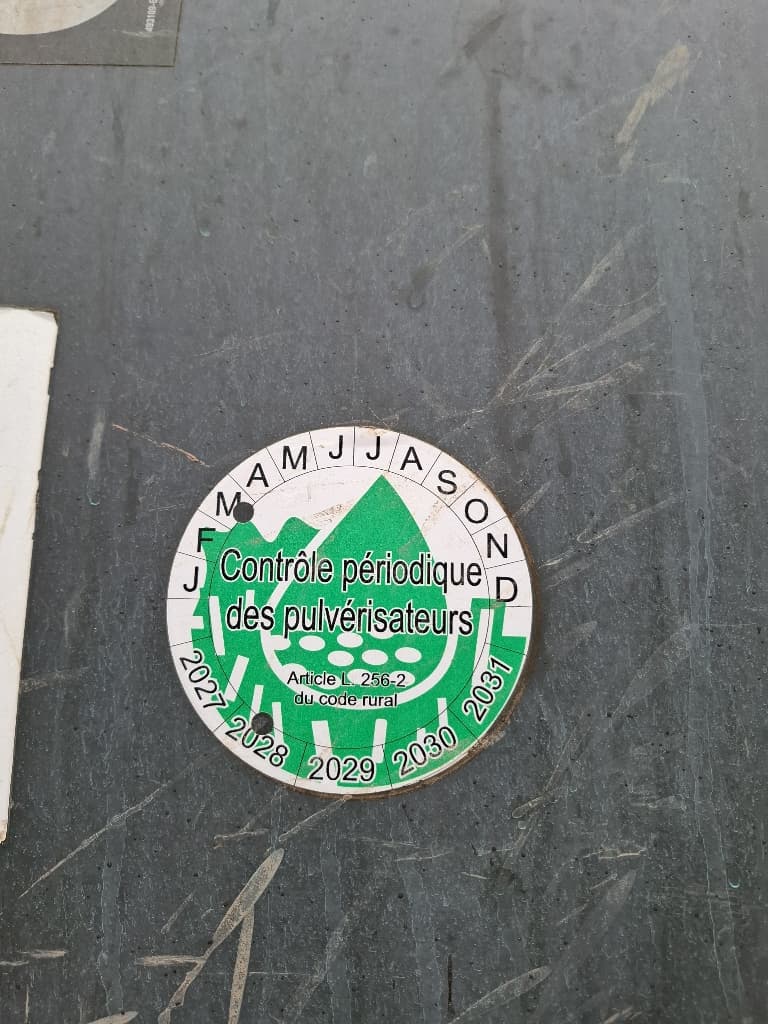 J F M A M J J A S O N D
Contrôle périodique
des pulvérisateurs
Article L. 256-2
du code rural
2027 2028 2029 2030 2031